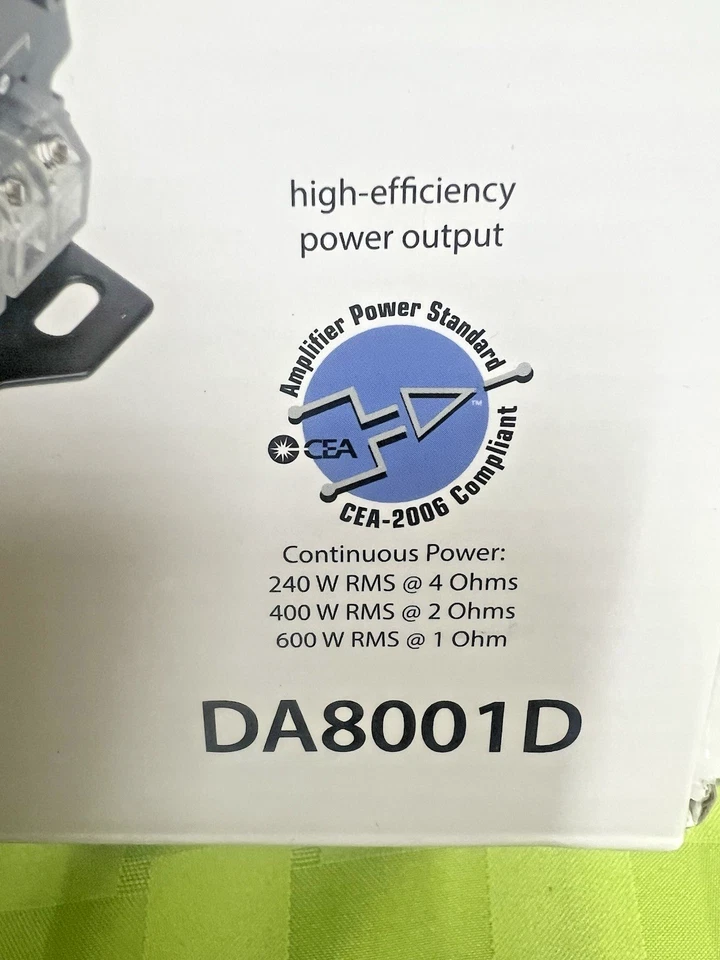 high-efficiency
power output
Amplifier Power Standard
™
CEA
CEA-2006 Compliant
Continuous Power:
240 W RMS @ 4 Ohms
400 W RMS @ 2 Ohms
600 W RMS @ 1 Ohm
DA8001D